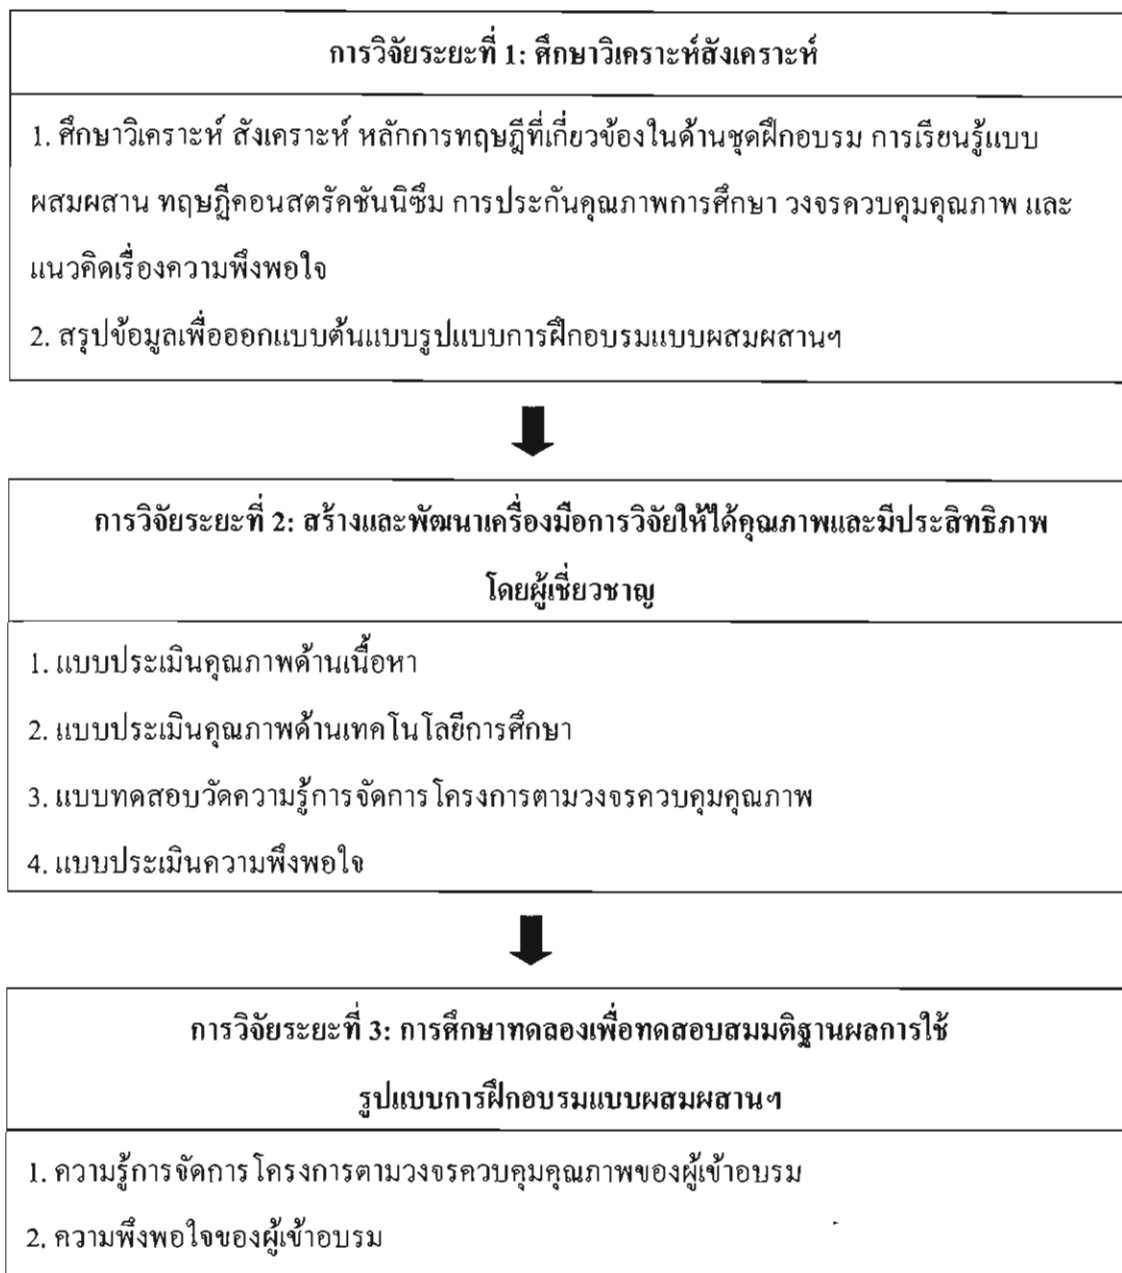 การวิจัยระยะที่ 1: ศึกษาวิเคราะห์สังเคราะห์
1. ศึกษาวิเคราะห์ สังเคราะห์ หลักการทฤษฎีที่เกี่ยวข้องในด้านชุดฝึกอบรม การเรียนรู้แบบ
ผสมผสาน ทฤษฎีคอนสตรัคชันนิซึม การประกันคุณภาพการศึกษา วงจรควบคุมคุณภาพ และ
แนวคิดเรื่องความพึงพอใจ
2. สรุปข้อมูลเพื่อออกแบบต้นแบบรูปแบบการฝึกอบรมแบบผสมผสานฯ
การวิจัยระยะที่ 2: สร้างและพัฒนาเครื่องมือการวิจัยให้ได้คุณภาพและมีประสิทธิภาพ
โดยผู้เชี่ยวชาญ
1. แบบประเมินคุณภาพด้านเนื้อหา
2. แบบประเมินคุณภาพด้านเทคโนโลยีการศึกษา
3. แบบทดสอบวัดความรู้การจัดการโครงการตามวงจรควบคุมคุณภาพ
4. แบบประเมินความพึงพอใจ
การวิจัยระยะที่ 3: การศึกษาทดลองเพื่อทดสอบสมมติฐานผลการใช้
รูปแบบการฝึกอบรมแบบผสมผสานฯ
1. ความรู้การจัดการโครงการตามวงจรควบคุมคุณภาพของผู้เข้าอบรม
2. ความพึงพอใจของผู้เข้าอบรม